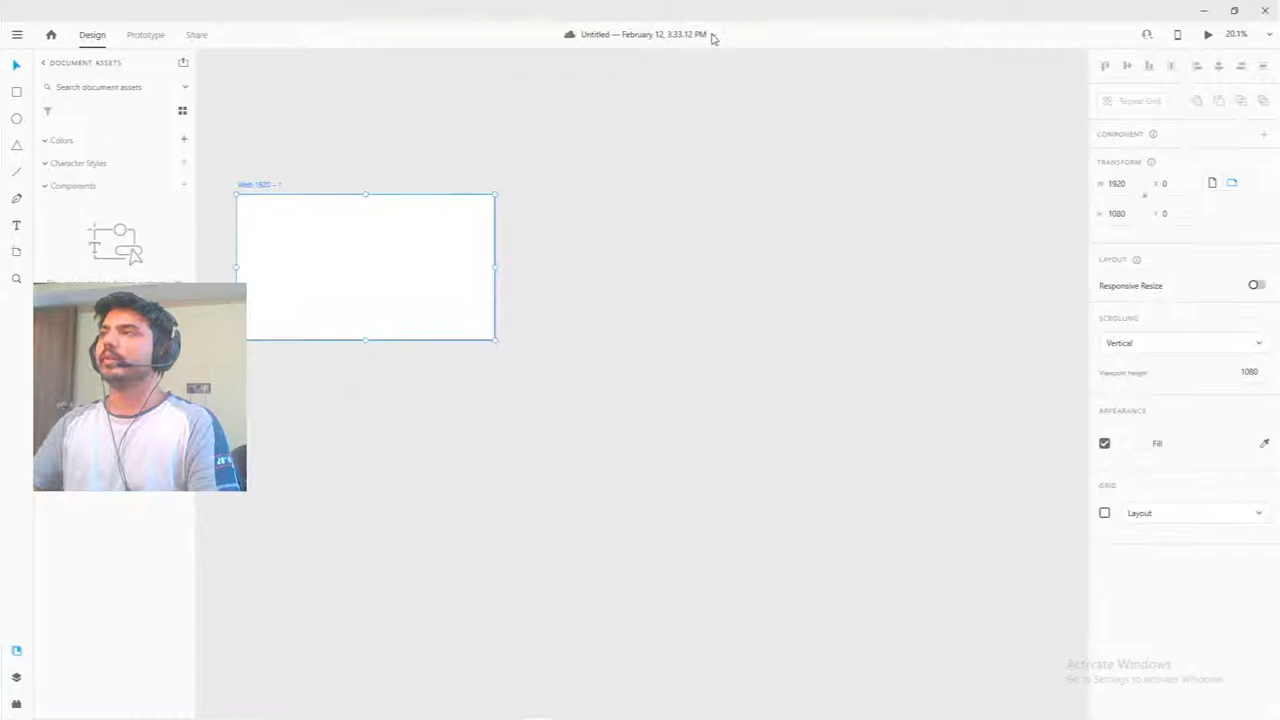 Design
Prototype
Share
Untitled — February 12, 3.33.12 PM
20.1%
DOCUMENT ASSETS
Search document assets
Colors
Character Styles
Components
Web 1920 – 1
Repeat Grid
COMPONENT
TRANSFORM
W 1920 X 0
H 1080 Y 0
LAYOUT
Responsive Resize
SCROLLING
Vertical
Viewport Height 1080
APPEARANCE
Fill
GRID
Layout
Activate Windows
Go to Settings to activate Windows.